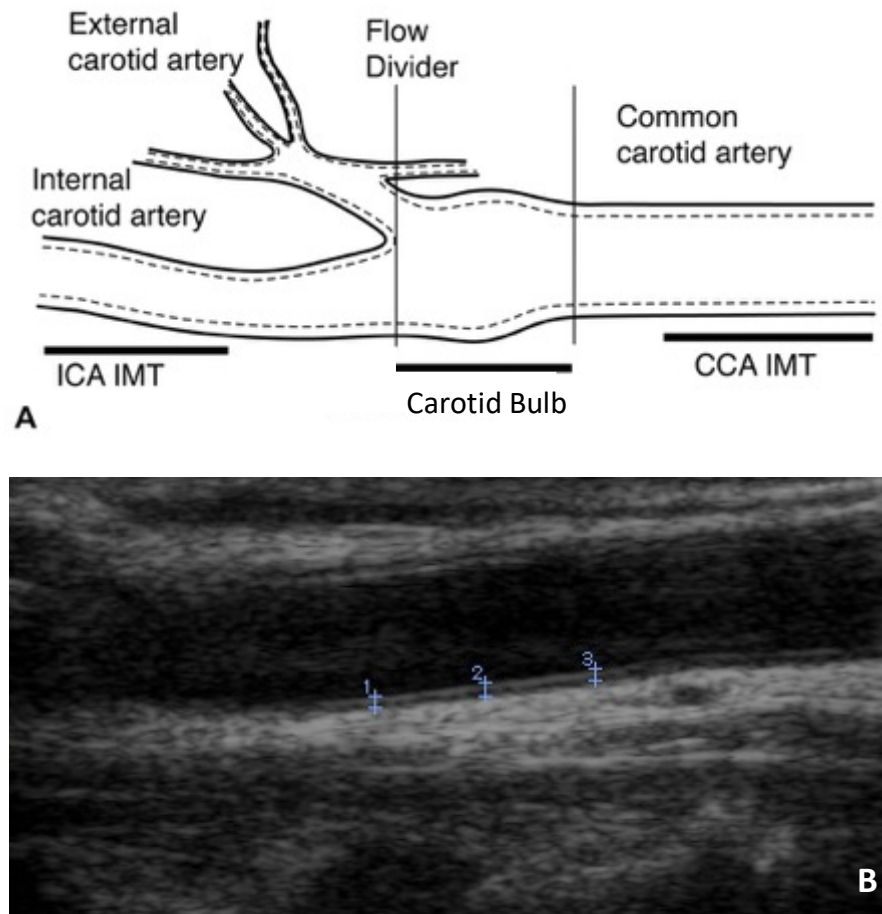 External
carotid artery
Flow
Divider
Common
carotid artery
Internal
carotid artery
ICA IMT
Carotid Bulb
CCA IMT
A
1
2
3
B